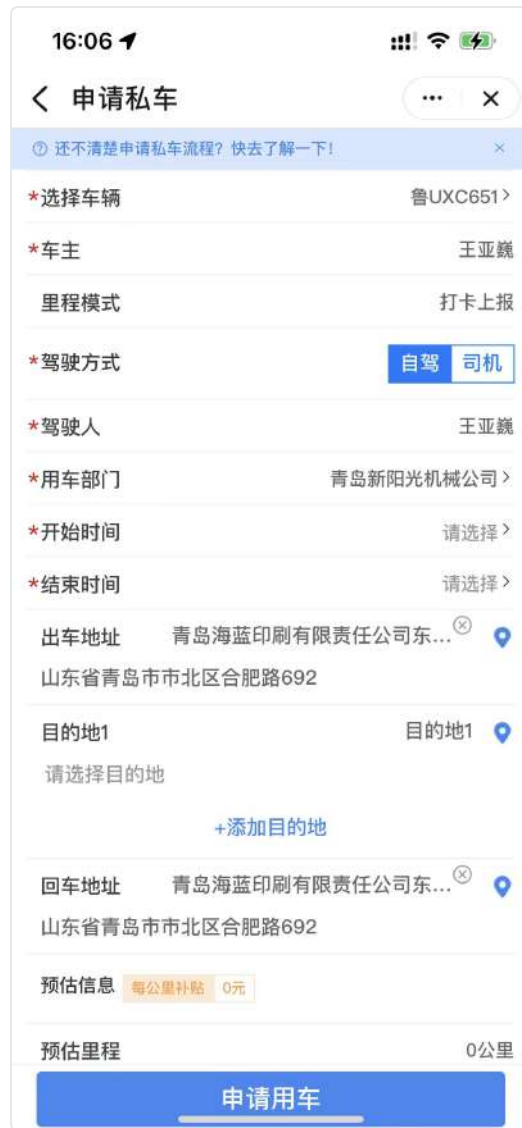 16:06
申请私车
还不清楚申请私车流程？快去了解一下！
*选择车辆 鲁UXC651>
*车主 王亚巍
里程模式 打卡上报
*驾驶方式 自驾 司机
*驾驶人 王亚巍
*用车部门 青岛新阳光机械公司>
*开始时间 请选择>
*结束时间 请选择>
出车地址 青岛海蓝印刷有限责任公司东...
山东省青岛市市北区合肥路692
目的地1 目的地1
请选择目的地
+添加目的地
回车地址 青岛海蓝印刷有限责任公司东...
山东省青岛市市北区合肥路692
预估信息 每公里补贴 0元
预估里程 0公里
申请用车